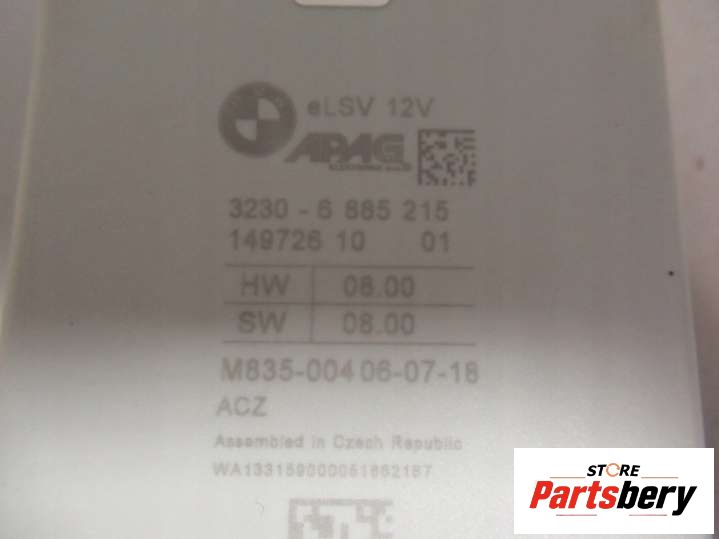 eLSV 12V
APAG
3230 - 6 885 215
149726 10 01
HW 08.00
SW 08.00
M835-004 06-07-18
ACZ
Assembled in Czech Republic
STORE
Partsbery